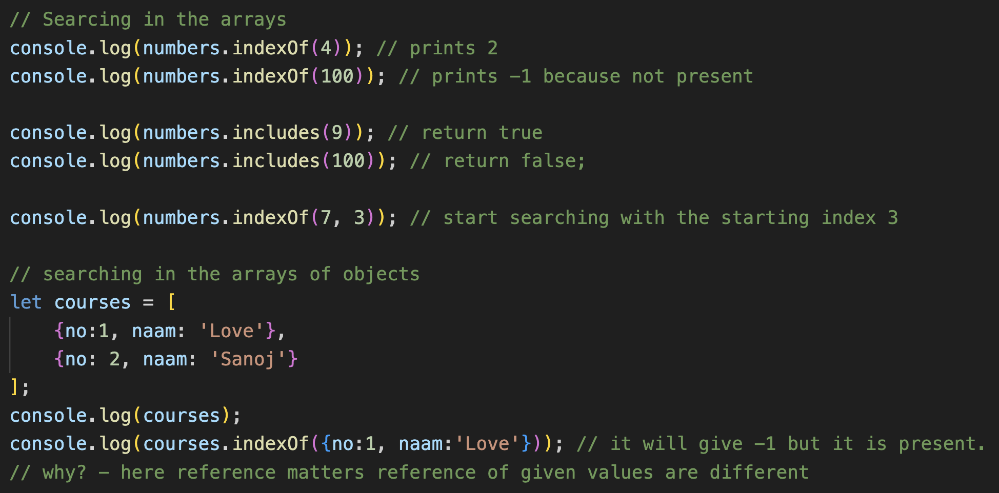 // Searcing in the arrays
console.log(numbers.indexOf(4)); // prints 2
console.log(numbers.indexOf(100)); // prints -1 because not present
console.log(numbers.includes(9)); // return true
console.log(numbers.includes(100)); // return false;
console.log(numbers.indexOf(7, 3)); // start searching with the starting index 3
// searching in the arrays of objects
let courses = [
    {no:1, naam: 'Love'},
    {no: 2, naam: 'Sanoj'}
];
console.log(courses);
console.log(courses.indexOf({no:1, naam:'Love'})); // it will give -1 but it is present.
// why? - here reference matters reference of given values are different